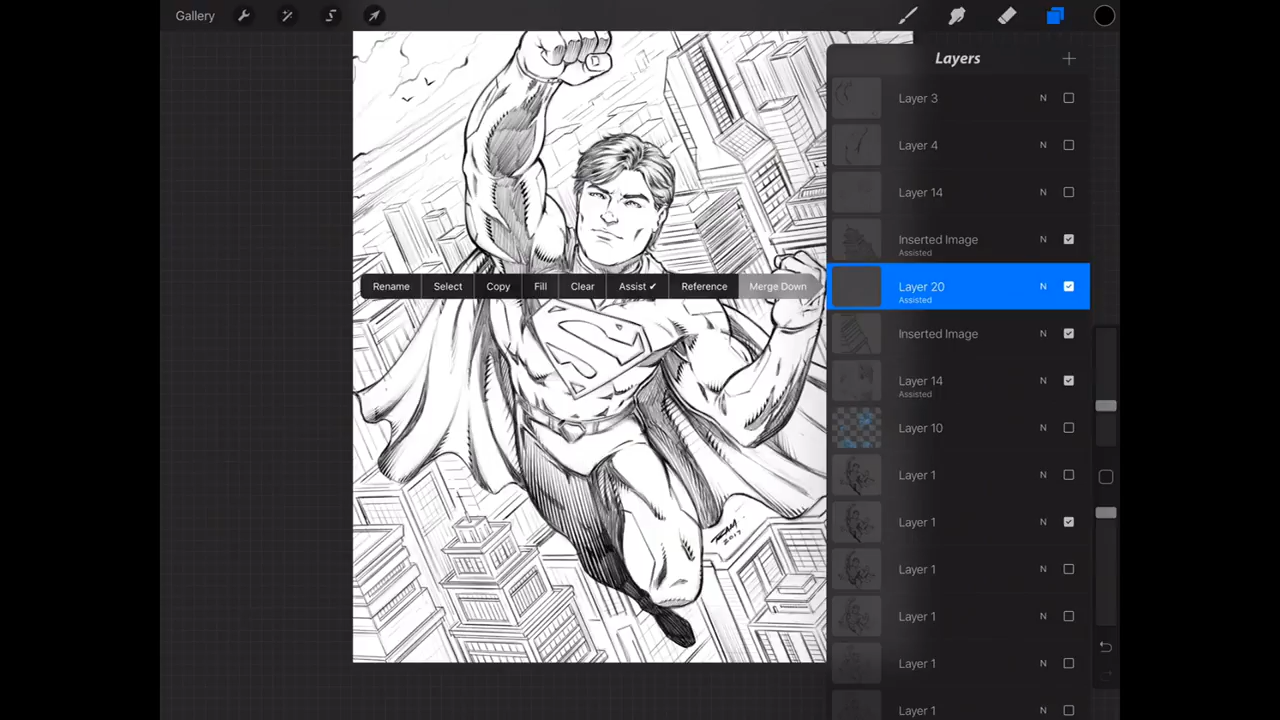 Gallery
Layers
Layer 3 N
Layer 4 N
Layer 14 N
Inserted Image N
Assisted
Rename Select Copy Fill Clear Assist ✓ Reference Merge Down
Layer 20 N
Assisted
Inserted Image N
Layer 14 N
Assisted
Layer 10 N
Layer 1 N
Layer 1 N
Layer 1 N
Layer 1 N
Layer 1 N
Layer 1 N
S
2017